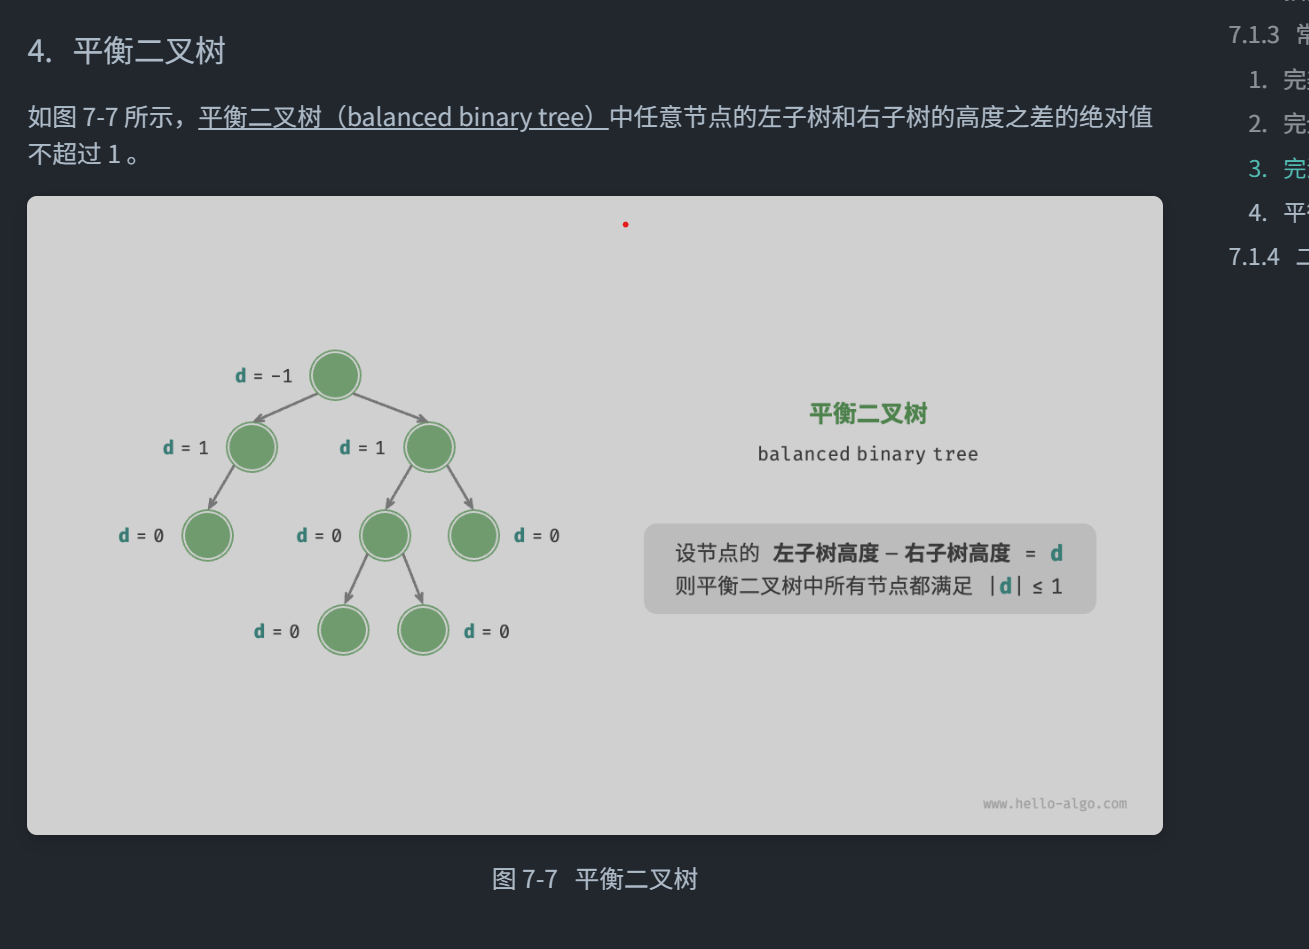 4. 平衡二叉树
如图 7-7 所示，平衡二叉树（balanced binary tree）中任意节点的左子树和右子树的高度之差的绝对值
不超过 1 。
d = -1
d = 1
d = 1
d = 0
d = 0
d = 0
d = 0
d = 0
平衡二叉树
balanced binary tree
设节点的 左子树高度 – 右子树高度 = d
则平衡二叉树中所有节点都满足 |d| ≤ 1
www.hello-algo.com
图 7-7 平衡二叉树
7.1.3
1. 完
2. 完
3. 完
4. 平
7.1.4 二